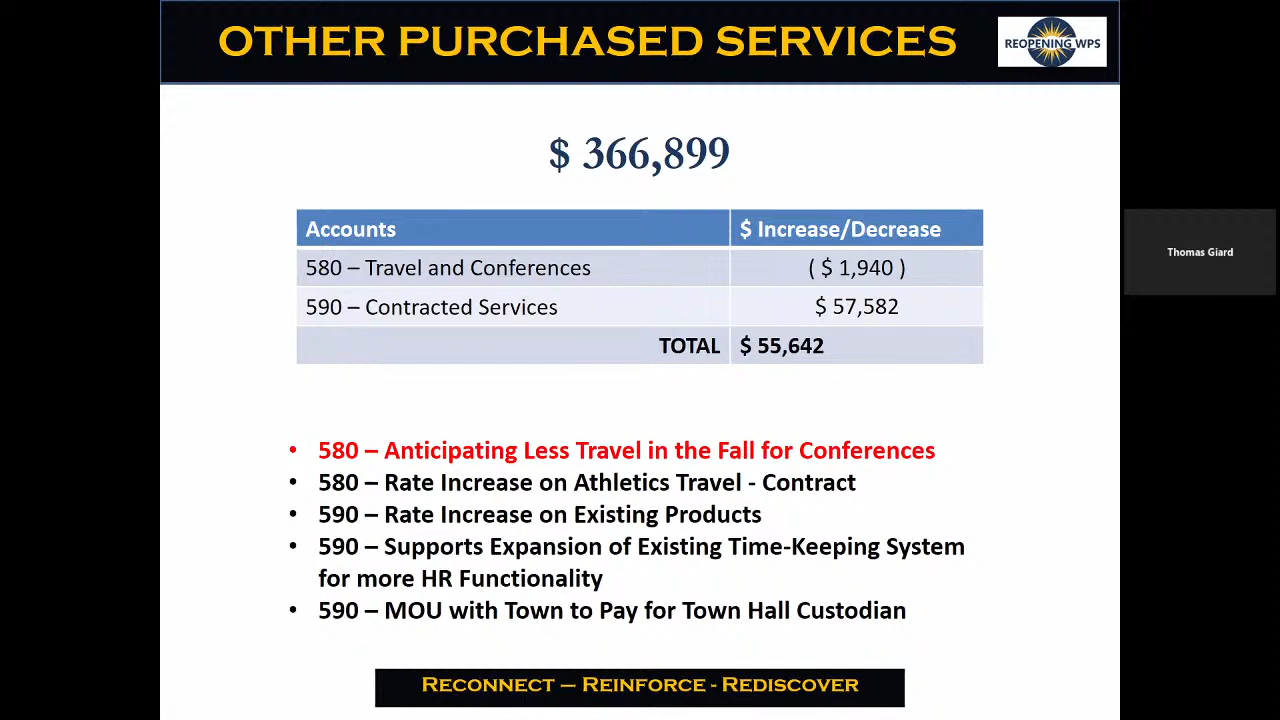 OTHER PURCHASED SERVICES
REOPENING WPS
$ 366,899
Accounts
$ Increase/Decrease
580 – Travel and Conferences
( $ 1,940 )
590 – Contracted Services
$ 57,582
TOTAL
$ 55,642
Thomas Giard
• 580 – Anticipating Less Travel in the Fall for Conferences
• 580 – Rate Increase on Athletics Travel - Contract
• 590 – Rate Increase on Existing Products
• 590 – Supports Expansion of Existing Time-Keeping System
for more HR Functionality
• 590 – MOU with Town to Pay for Town Hall Custodian
RECONNECT – REINFORCE - REDISCOVER